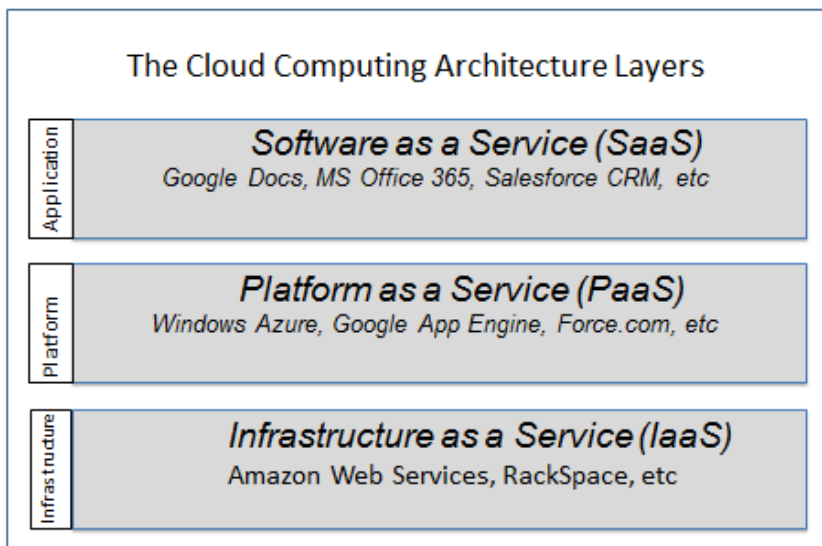 The Cloud Computing Architecture Layers
Application
Software as a Service (SaaS)
Google Docs, MS Office 365, Salesforce CRM, etc
Platform
Platform as a Service (PaaS)
Windows Azure, Google App Engine, Force.com, etc
Infrastructure
Infrastructure as a Service (IaaS)
Amazon Web Services, RackSpace, etc